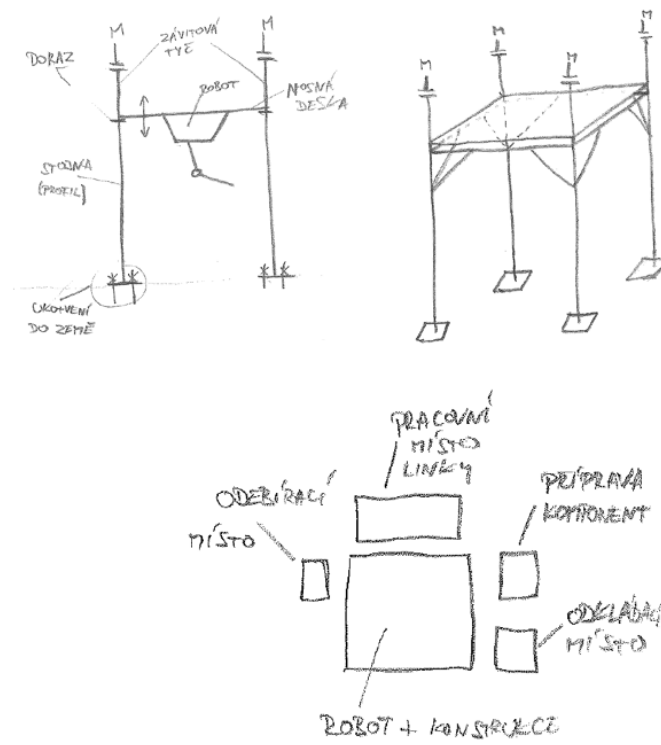 M
M
ZÁVITOVÁ
TYČ
DORAZ
ROBOT
NOSNÁ
DESKA
STOJNA
(PROFIL)
UKOTVENÍ
DO ZEMĚ
M
M
M
M
PRACOVNÍ
MÍSTO
LINKY
ODEBÍRACÍ
MÍSTO
PŘÍPRAVA
KOMPONENT
ODKLÁDACÍ
MÍSTO
ROBOT + KONSTRUKCE